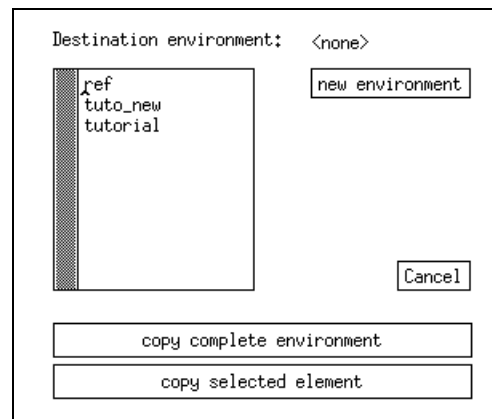 Destination environment: <none>
ref
new environment
tuto_new
tutorial
Cancel
copy complete environment
copy selected element